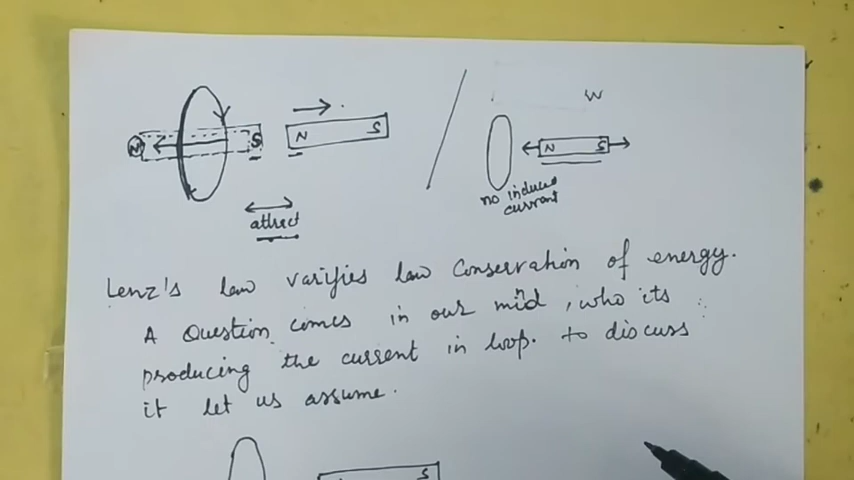 N S N S
attrect
W
N S
no induced
current
Lenz's law varifies law conservation of energy.
A Question comes in our mind, who its
producing the current in loop. to discuss
it let us assume.
S